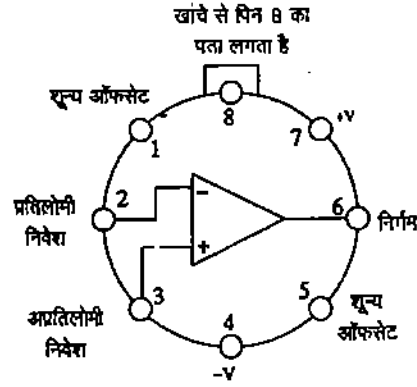 खांचे से पिन 8 का
पता लगता है
शून्य ऑफसेट
8
1
7
+V
प्रतिलोमी
निवेश
2
−
6
निर्गम
+
3
5
अप्रतिलोमी
निवेश
4
−V
शून्य
ऑफसेट